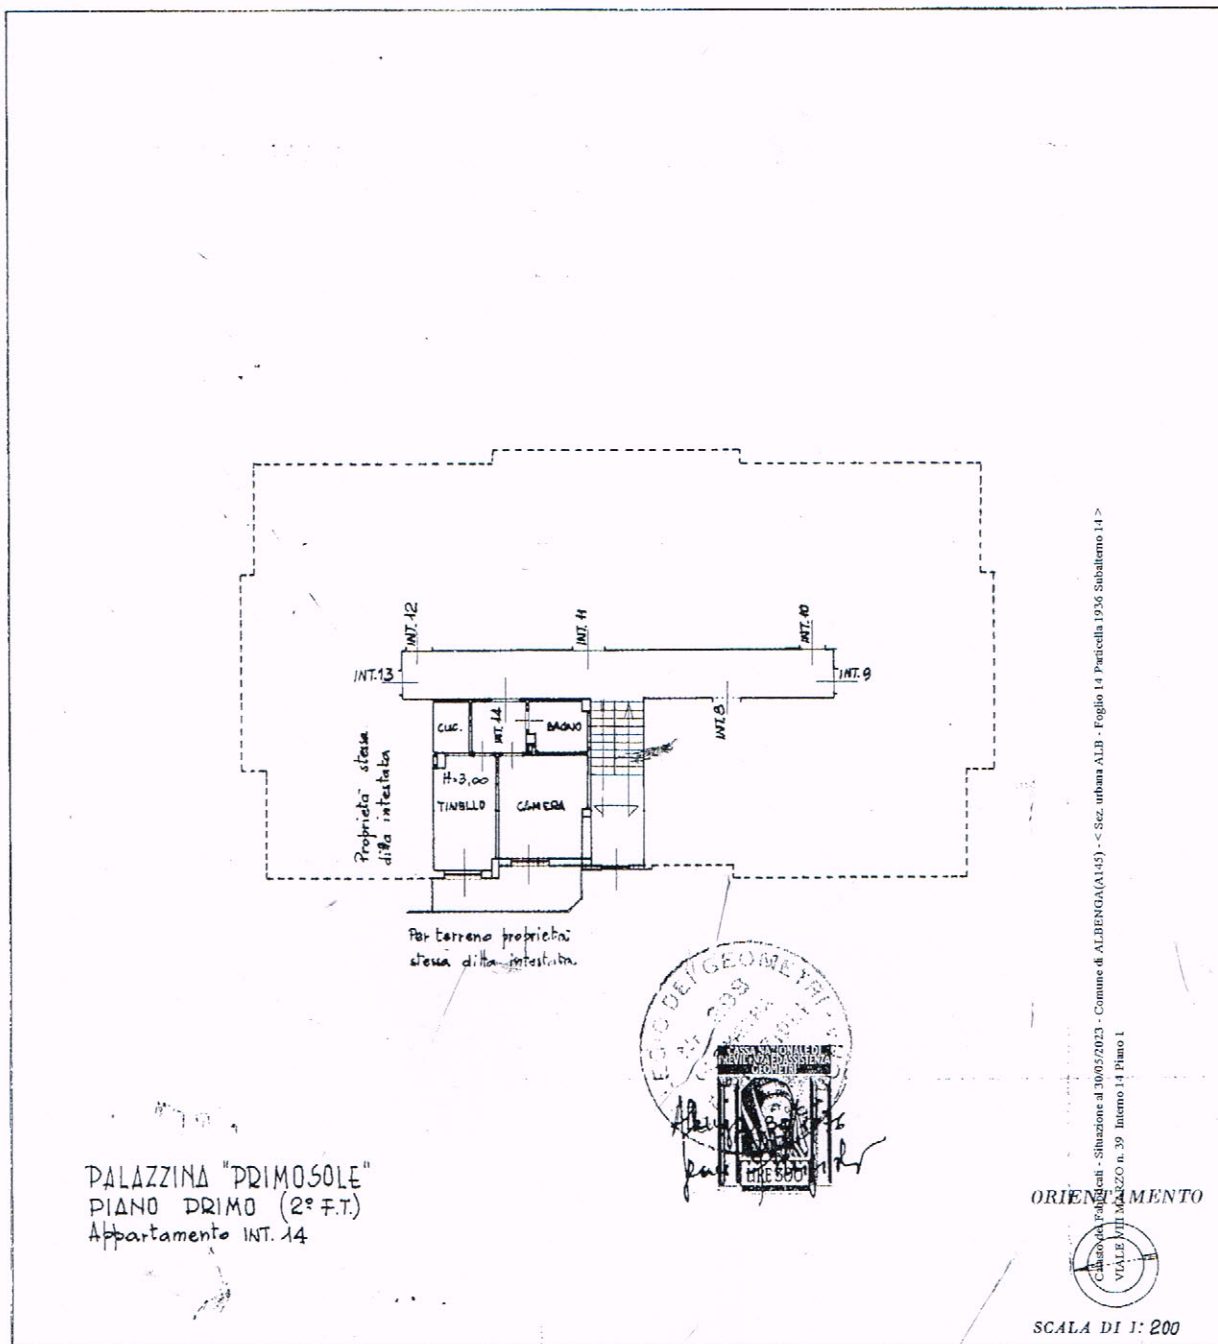 INT. 12
INT. 11
INT. 10
INT. 13
INT. 9
INT. 8
CUC.
INT. 14
BAGNO
H=3,00
TINELLO
CAMERA
Proprietà stessa
ditta intestata
Per terreno proprietà
stessa ditta intestata.
GEOMETRI
CASSA NAZIONALE DI
PREVIDENZA ED ASSISTENZA
GEOMETRI
LIRE 500
PALAZZINA "PRIMOSOLE"
PIANO PRIMO (2º F.T.)
Appartamento INT. 14
Catasto dei Fabbricati - Situazione al 30/05/2023 - Comune di ALBENGA(A145) - < Sez. urbana ALB - Foglio 14 Particella 1936 Subalterno 14 >
VIALE VIII MARZO n. 39 Interno 14 Piano 1
ORIENTAMENTO
SCALA DI 1: 200